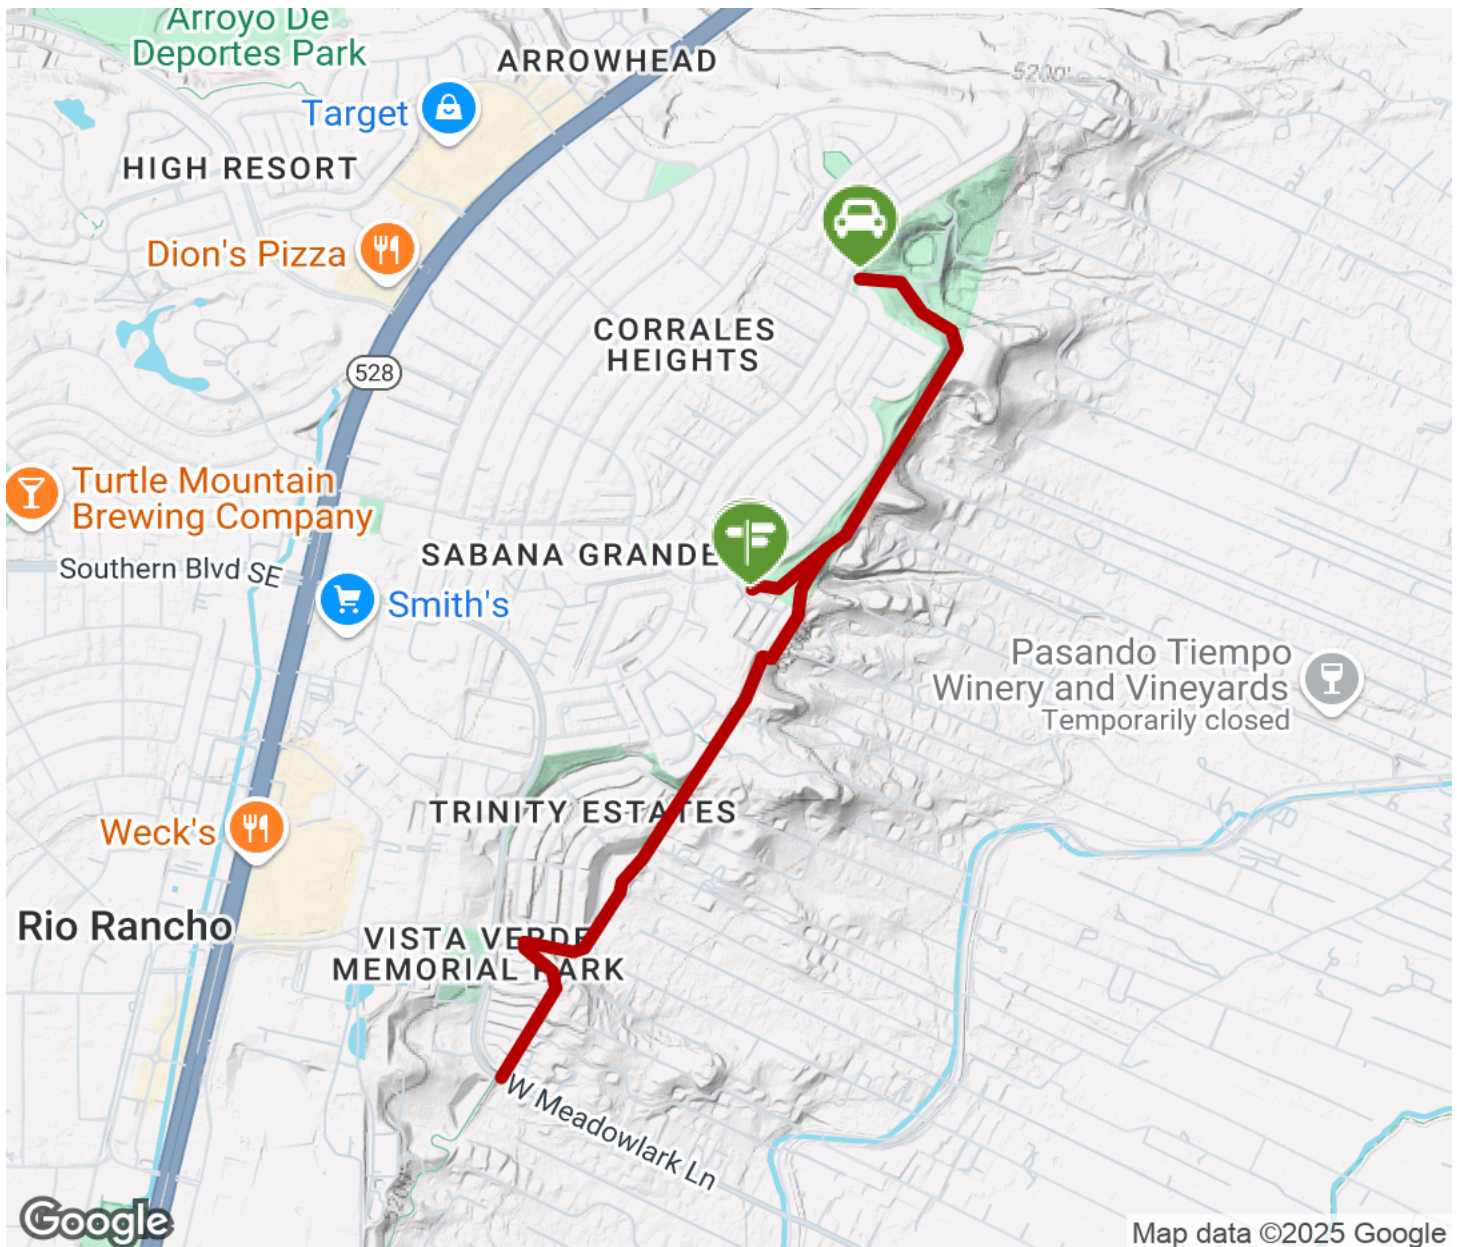 Arroyo De
Deportes Park
ARROWHEAD
5200'
Target
HIGH RESORT
Dion's Pizza
CORRALES
HEIGHTS
528
Turtle Mountain
Brewing Company
SABANA GRANDE
Southern Blvd SE
Smith's
Pasando Tiempo
Winery and Vineyards
Temporarily closed
TRINITY ESTATES
Weck's
Rio Rancho
VISTA VERDE
MEMORIAL PARK
W Meadowlark Ln
Google
Map data ©2025 Google